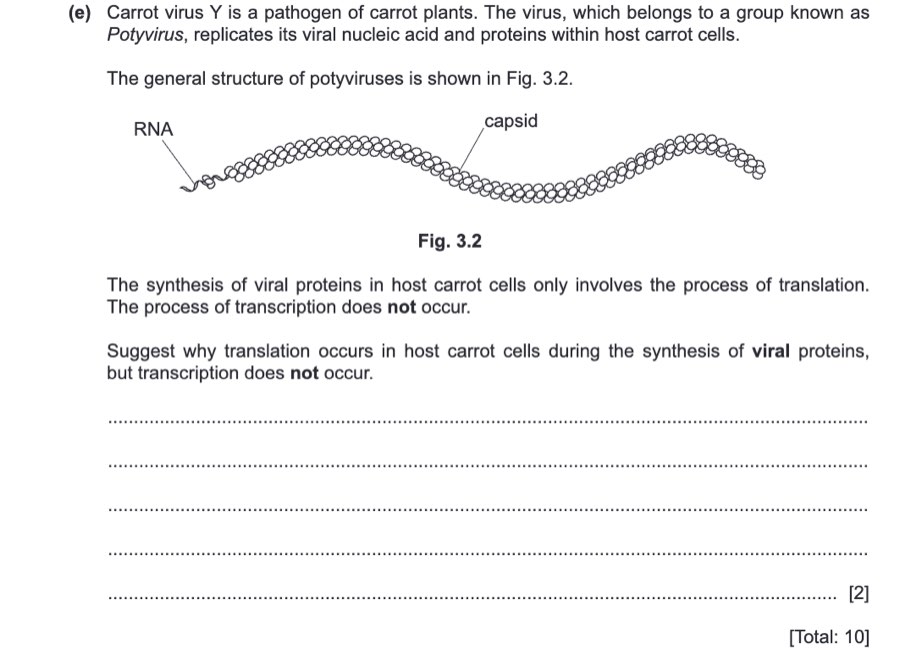 (e) Carrot virus Y is a pathogen of carrot plants. The virus, which belongs to a group known as
Potyvirus, replicates its viral nucleic acid and proteins within host carrot cells.
The general structure of potyviruses is shown in Fig. 3.2.
RNA
capsid
Fig. 3.2
The synthesis of viral proteins in host carrot cells only involves the process of translation.
The process of transcription does not occur.
Suggest why translation occurs in host carrot cells during the synthesis of viral proteins,
but transcription does not occur.
[2]
[Total: 10]